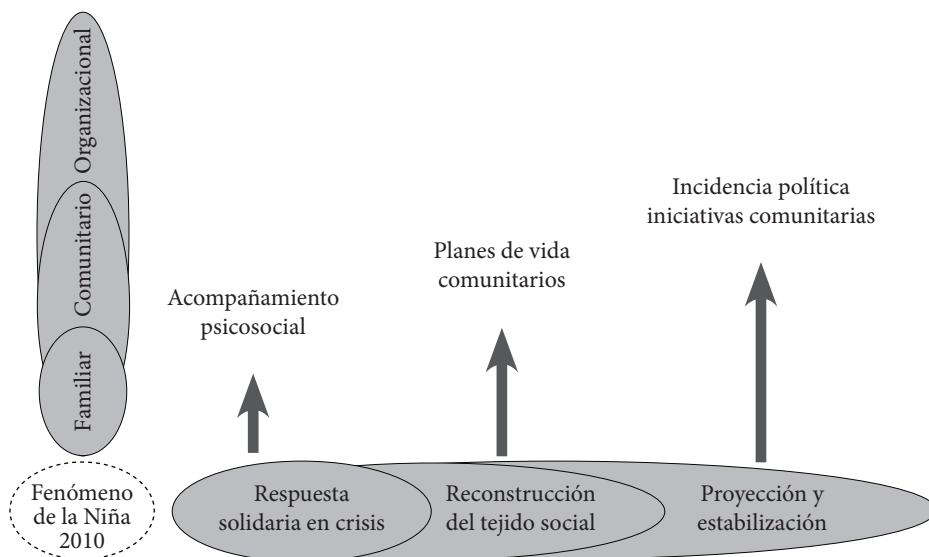 Organizacional
Comunitario
Familiar
Fenómeno
de la Niña
2010
Acompañamiento
psicosocial
Planes de vida
comunitarios
Incidencia política
iniciativas comunitarias
Respuesta
solidaria en crisis
Reconstrucción
del tejido social
Proyección y
estabilización